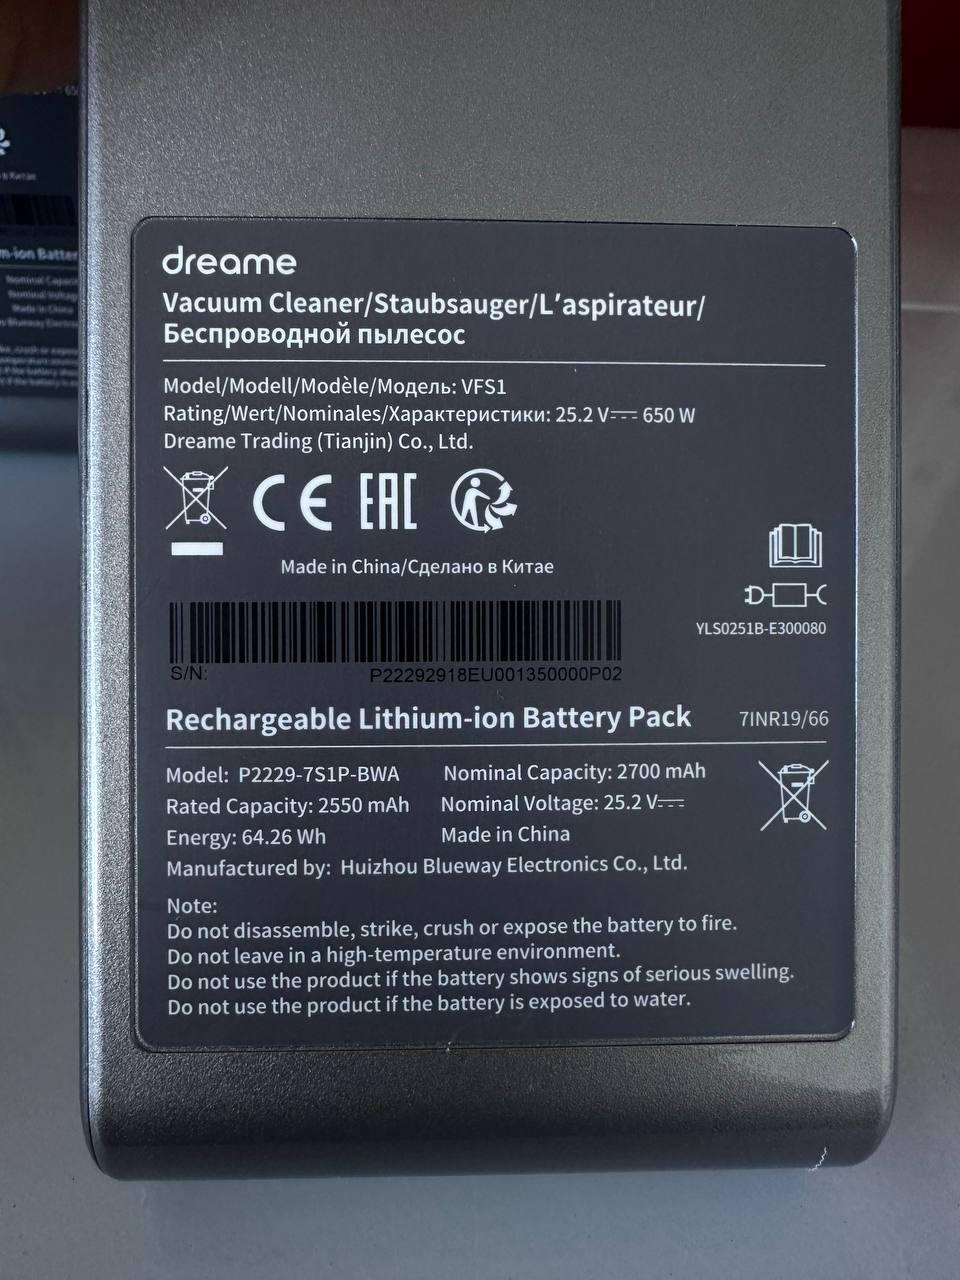 dreame
Vacuum Cleaner/Staubsauger/L'aspirateur/
Беспроводной пылесос
Model/Modell/Modèle/Модель: VFS1
Rating/Wert/Nominales/Характеристики: 25.2 V⎓ 650 W
Dreame Trading (Tianjin) Co., Ltd.
CE EAC
Made in China/Сделано в Китае
YLS0251B-E300080
S/N: P22292918EU001350000P02
Rechargeable Lithium-ion Battery Pack 7INR19/66
Model: P2229-7S1P-BWA Nominal Capacity: 2700 mAh
Rated Capacity: 2550 mAh Nominal Voltage: 25.2 V⎓
Energy: 64.26 Wh Made in China
Manufactured by: Huizhou Blueway Electronics Co., Ltd.
Note:
Do not disassemble, strike, crush or expose the battery to fire.
Do not leave in a high-temperature environment.
Do not use the product if the battery shows signs of serious swelling.
Do not use the product if the battery is exposed to water.